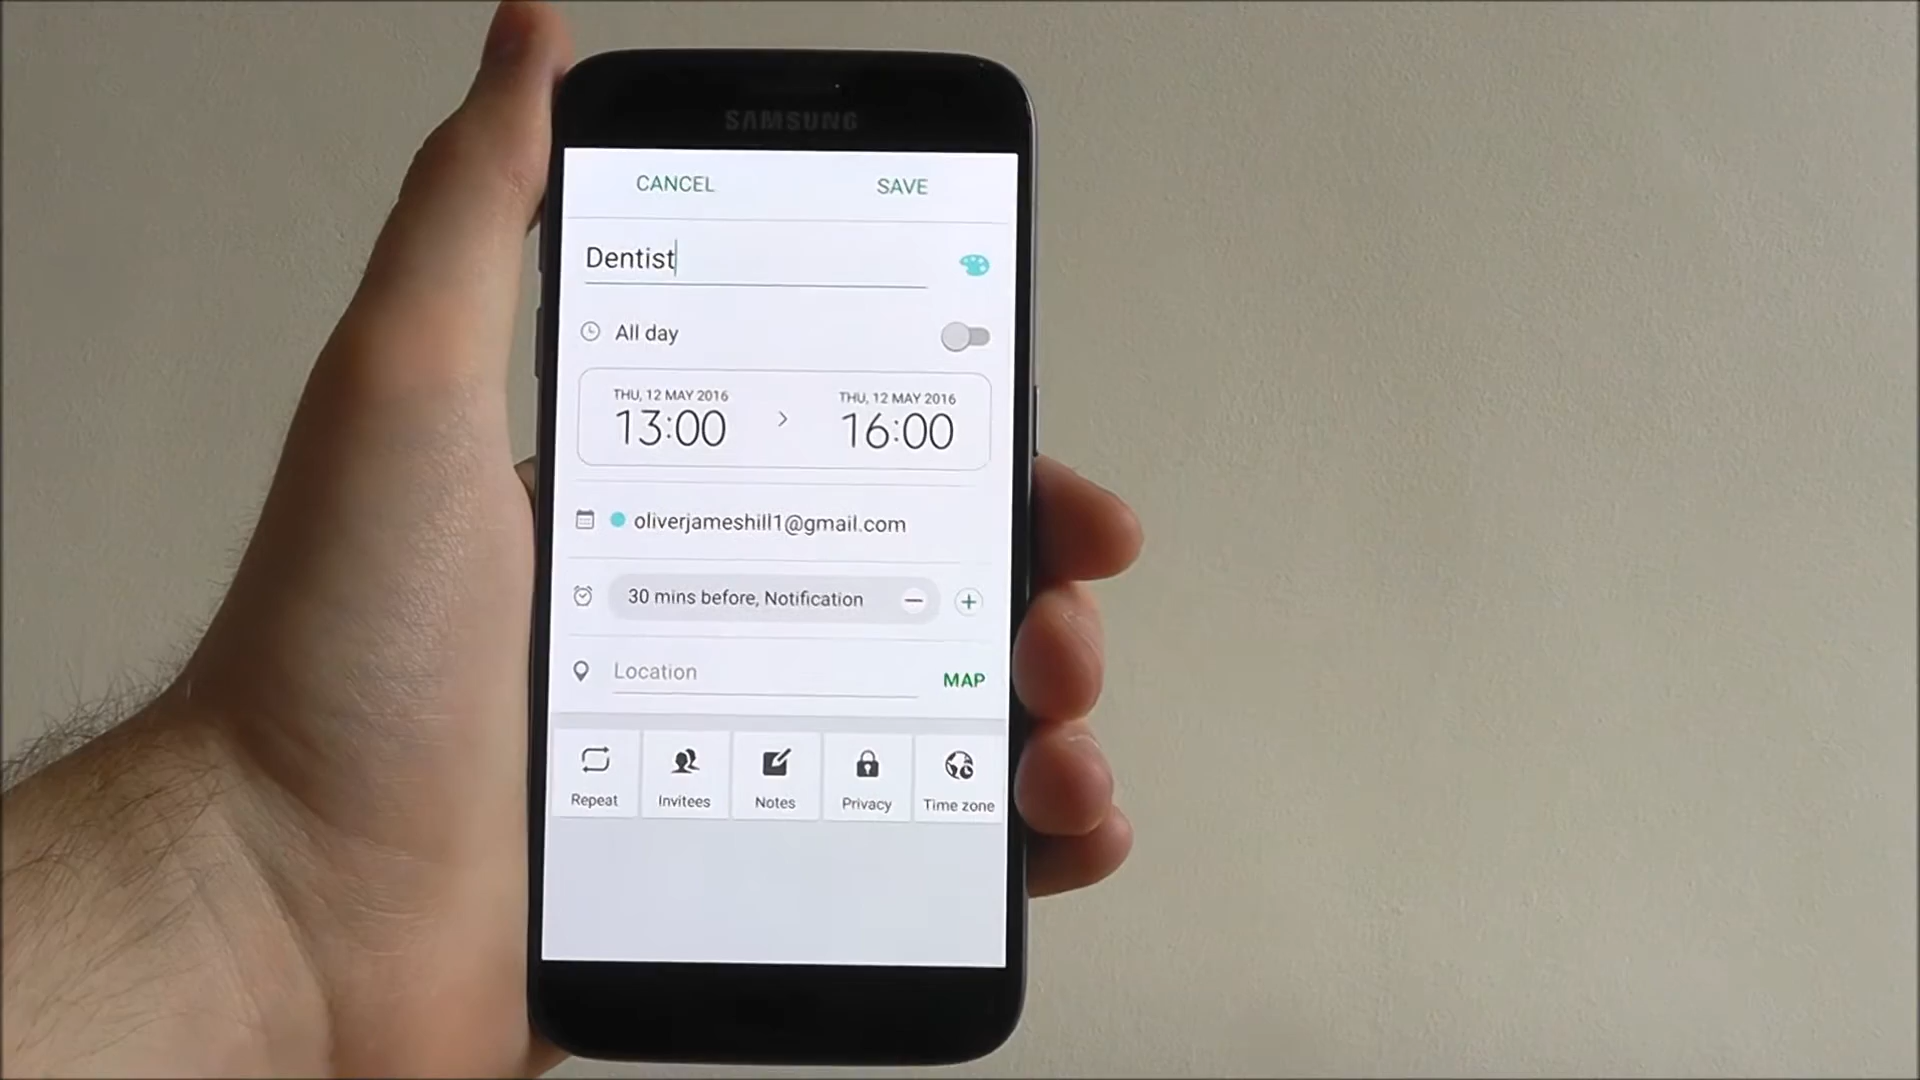 SAMSUNG
CANCEL SAVE
Dentist
All day
THU, 12 MAY 2016 THU, 12 MAY 2016
13:00 > 16:00
oliverjameshill1@gmail.com
30 mins before, Notification
Location MAP
Repeat Invitees Notes Privacy Time zone